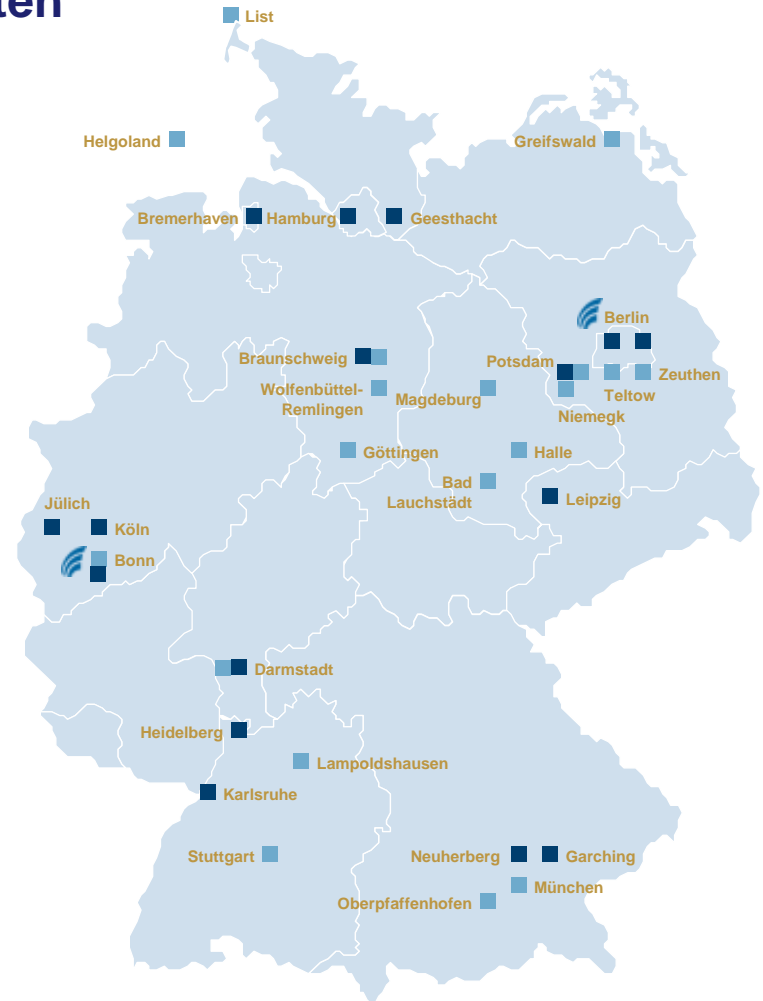 ten
List
Helgoland
Greifswald
Bremerhaven
Hamburg
Geesthacht
Berlin
Braunschweig
Potsdam
Zeuthen
Wolfenbüttel-
Remlingen
Magdeburg
Teltow
Niemegk
Göttingen
Halle
Bad
Lauchstädt
Leipzig
Jülich
Köln
Bonn
Darmstadt
Heidelberg
Lampoldshausen
Karlsruhe
Stuttgart
Neuherberg
Garching
München
Oberpfaffenhofen